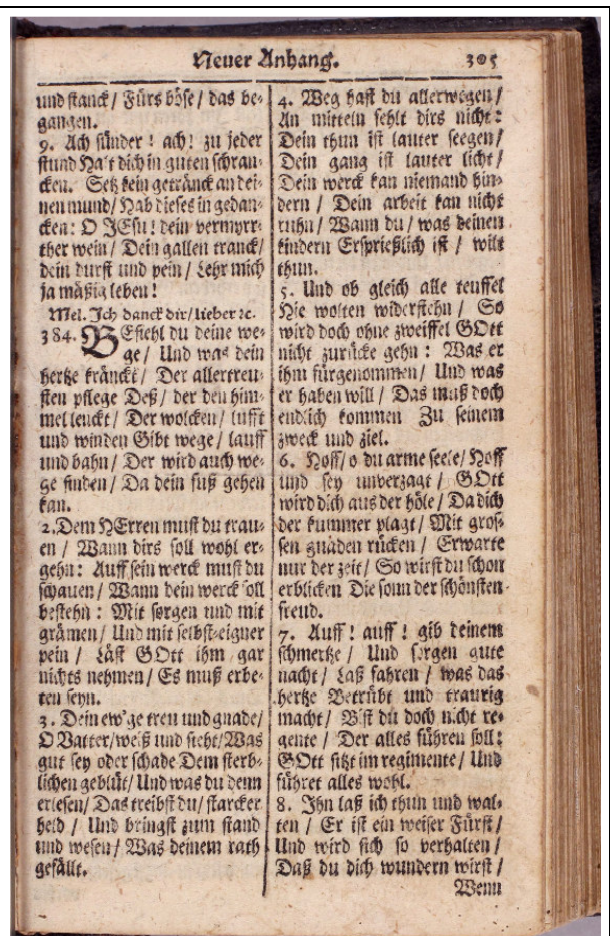 Neuer Anhang. 305
und stanck / Fürs böse / das be-
gangen.
9. Ach sünder ! ach ! zu jeder
stund Ha't dich in guten schran-
cken. Setz kein getränck an dei-
nen mund / Hab dieses in gedan-
cken: O JEsu ! dein vermyrr-
ther wein / Dein gallen tranck /
dein durst und pein / Lehr mich
ja mäßig leben !
Mel. Ich danck dir / lieber ꝛc.
384. BEfiehl du deine we-
ge / Und was dein
hertze kränckt / Der allertreu-
sten pflege Deß / der den him-
mel lenckt / Der wolcken / lufft
und winden Gibt wege / lauff
und bahn / Der wird auch we-
ge finden / Da dein fuß gehen
kan.
2. Dem HErren must du trau-
en / Wann dirs soll wohl er-
gehn: Auff sein werck must du
schauen / Wann dein werck soll
bestehn : Mit sorgen und mit
grämen / Und mit selbst-eigner
pein / Läst GOtt ihm gar
nichts nehmen / Es muß erbe-
ten seyn.
3. Dein ew'ge treu und gnade /
O Vatter / weiß und sieht / Was
gut sey oder schade Dem sterb-
lichen geblüt / Und was du denn
erlesen / Das treibst du / starcker
held / Und bringst zum stand
und wesen / Was deinem rath
gefällt.
4. Weg hast du allerwegen /
An mitteln fehlt dirs nicht :
Dein thun ist lauter seegen /
Dein gang ist lauter licht /
Dein werck kan niemand hin-
dern / Dein arbeit kan nicht
ruhn / Wann du / was deinen
kindern Ersprießlich ist / wilt
thun.
5. Und ob gleich alle teuffel
Hie wolten widerstehn / So
wird doch ohne zweiffel GOtt
nicht zurücke gehn : Was er
ihm fürgenommen / Und was
er haben will / Das muß doch
endlich kommen Zu seinem
zweck und ziel.
6. Hoff / o du arme seele / Hoff
und sey unverzagt / GOtt
wird dich aus der höle / Da dich
der kummer plagt / Mit gros-
sen gnaden rücken / Erwarte
nur der zeit / So wirst du schon
erblicken Die sonn der schönsten
freud.
7. Auff ! auff ! gib deinem
schmertze / Und sorgen gute
nacht / Laß fahren / was das
hertze Betrübt und traurig
macht / Bist du doch nicht re-
gente / Der alles führen soll :
GOtt sitzt im regimente / Und
führet alles wohl.
8. Ihn laß ich thun und wal-
ten / Er ist ein weiser Fürst /
Und wird sich so verhalten /
Daß du dich wundern wirst /
Wenn